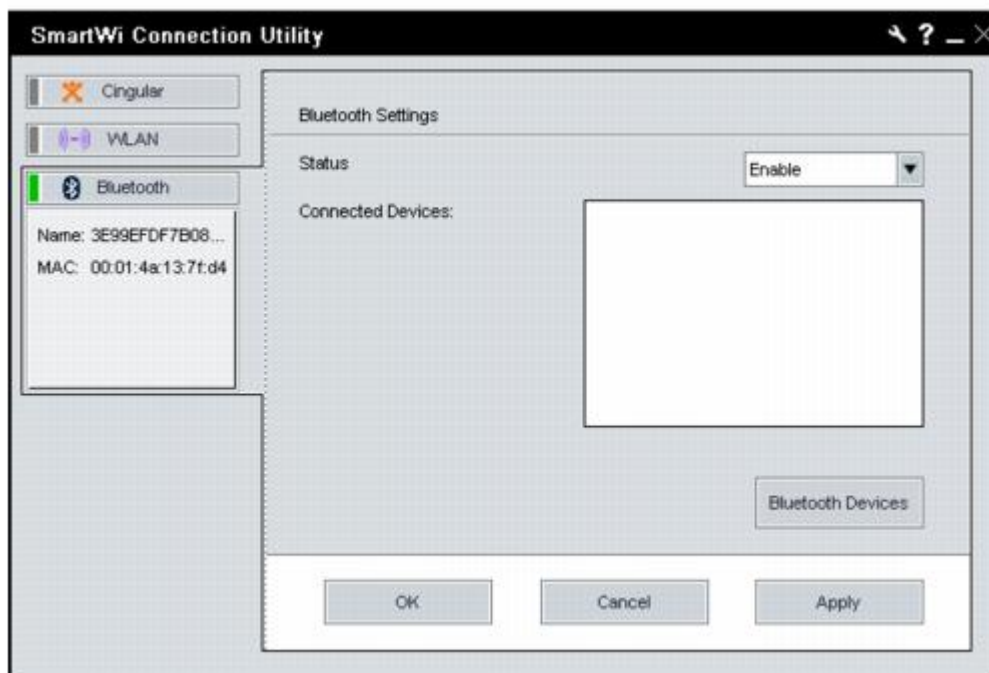 SmartWi Connection Utility
?
Cingular
WLAN
Bluetooth
Name: 3E99EFDF7B08...
MAC: 00:01:4a:13:7f:d4
Bluetooth Settings
Status
Enable
Connected Devices:
Bluetooth Devices
OK
Cancel
Apply